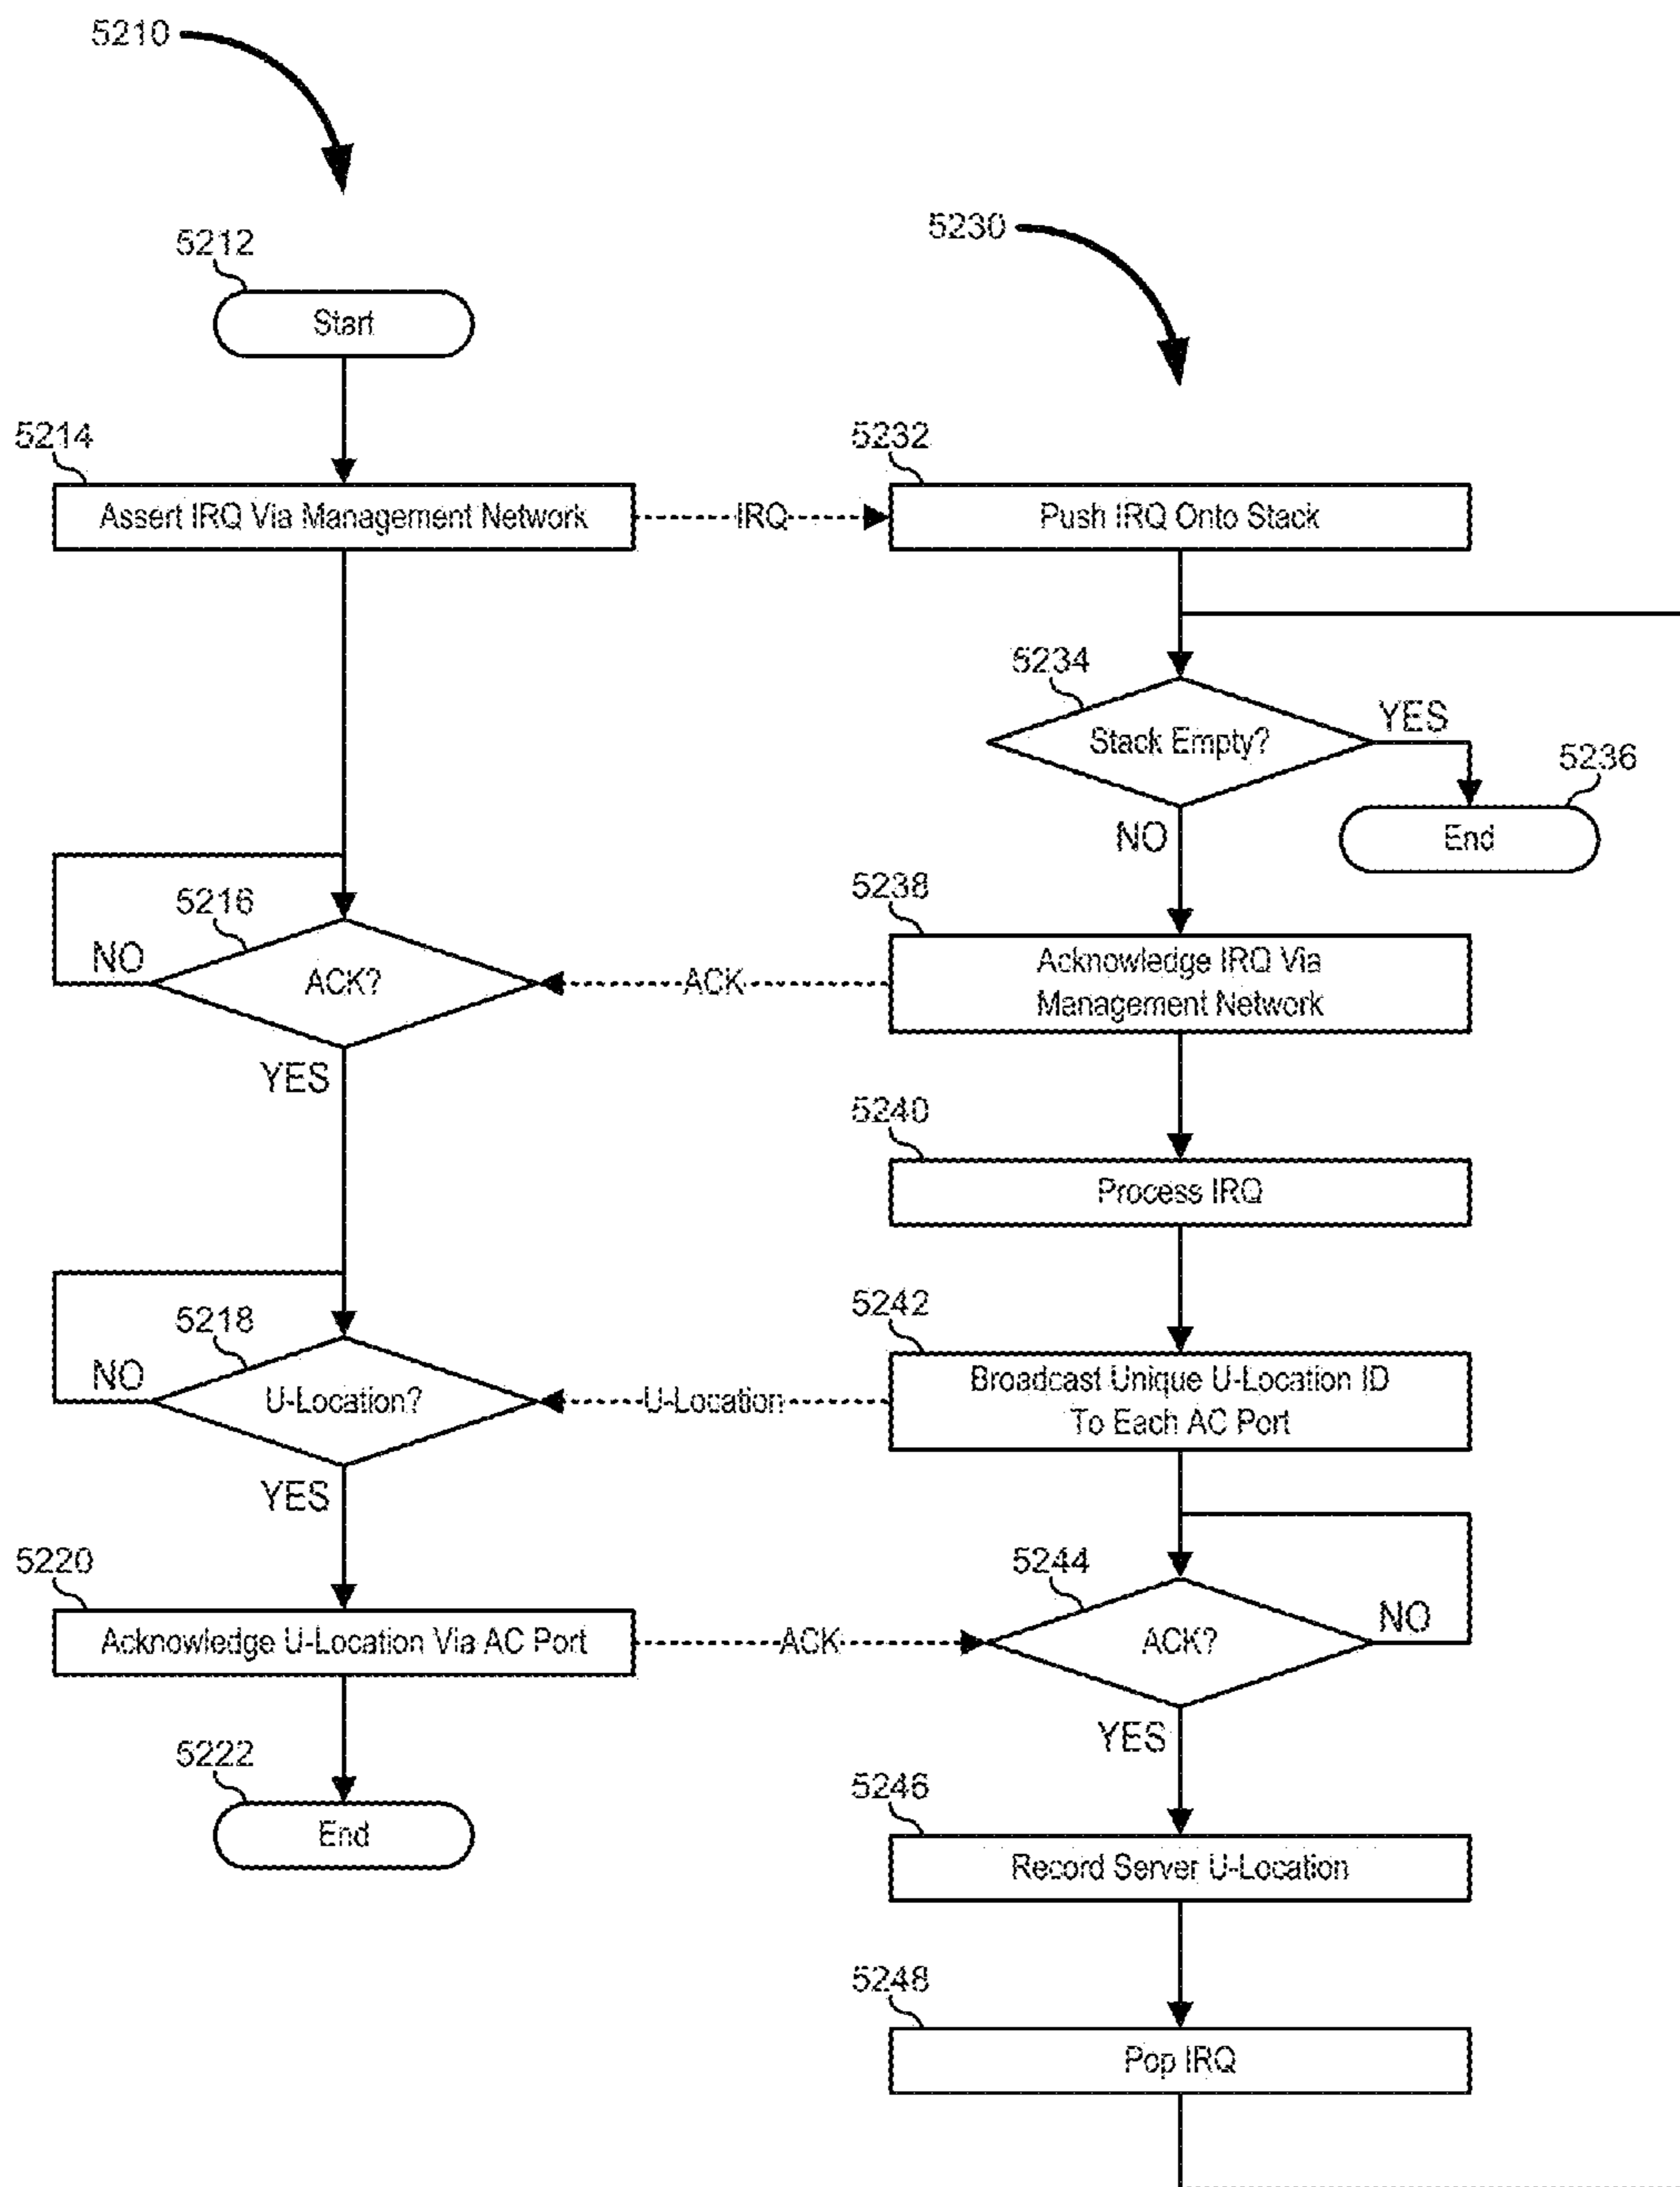 5210
5230
5212
Start
5214
Assert IRQ Via Management Network
IRQ
5232
Push IRQ Onto Stack
5234
Stack Empty?
YES
5236
End
NO
5238
Acknowledge IRQ Via
Management Network
5216
NO
ACK?
ACK
YES
5240
Process IRQ
5242
Broadcast Unique U-Location ID
To Each AC Port
5218
NO
U-Location?
U-Location
YES
5220
Acknowledge U-Location Via AC Port
ACK
5244
ACK?
NO
YES
5222
End
5246
Record Server U-Location
5248
Pop IRQ